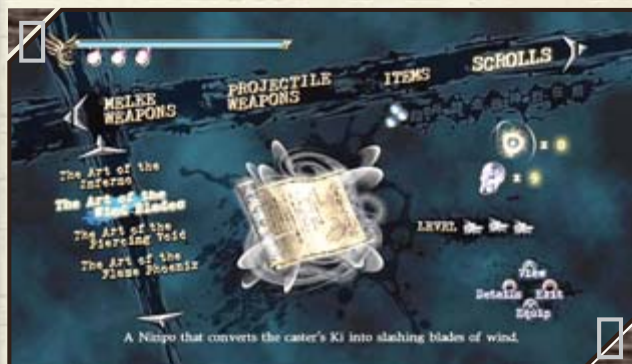 MELEE
WEAPONS
PROJECTILE
WEAPONS
ITEMS
SCROLLS
The Art of the
Inferno
The Art of the
Wind Blades
The Art of the
Piercing Void
The Art of the
Flame Phoenix
x 0
x 9
LEVEL
View
Details Exit
Equip
A Ninpo that converts the caster's Ki into slashing blades of wind.